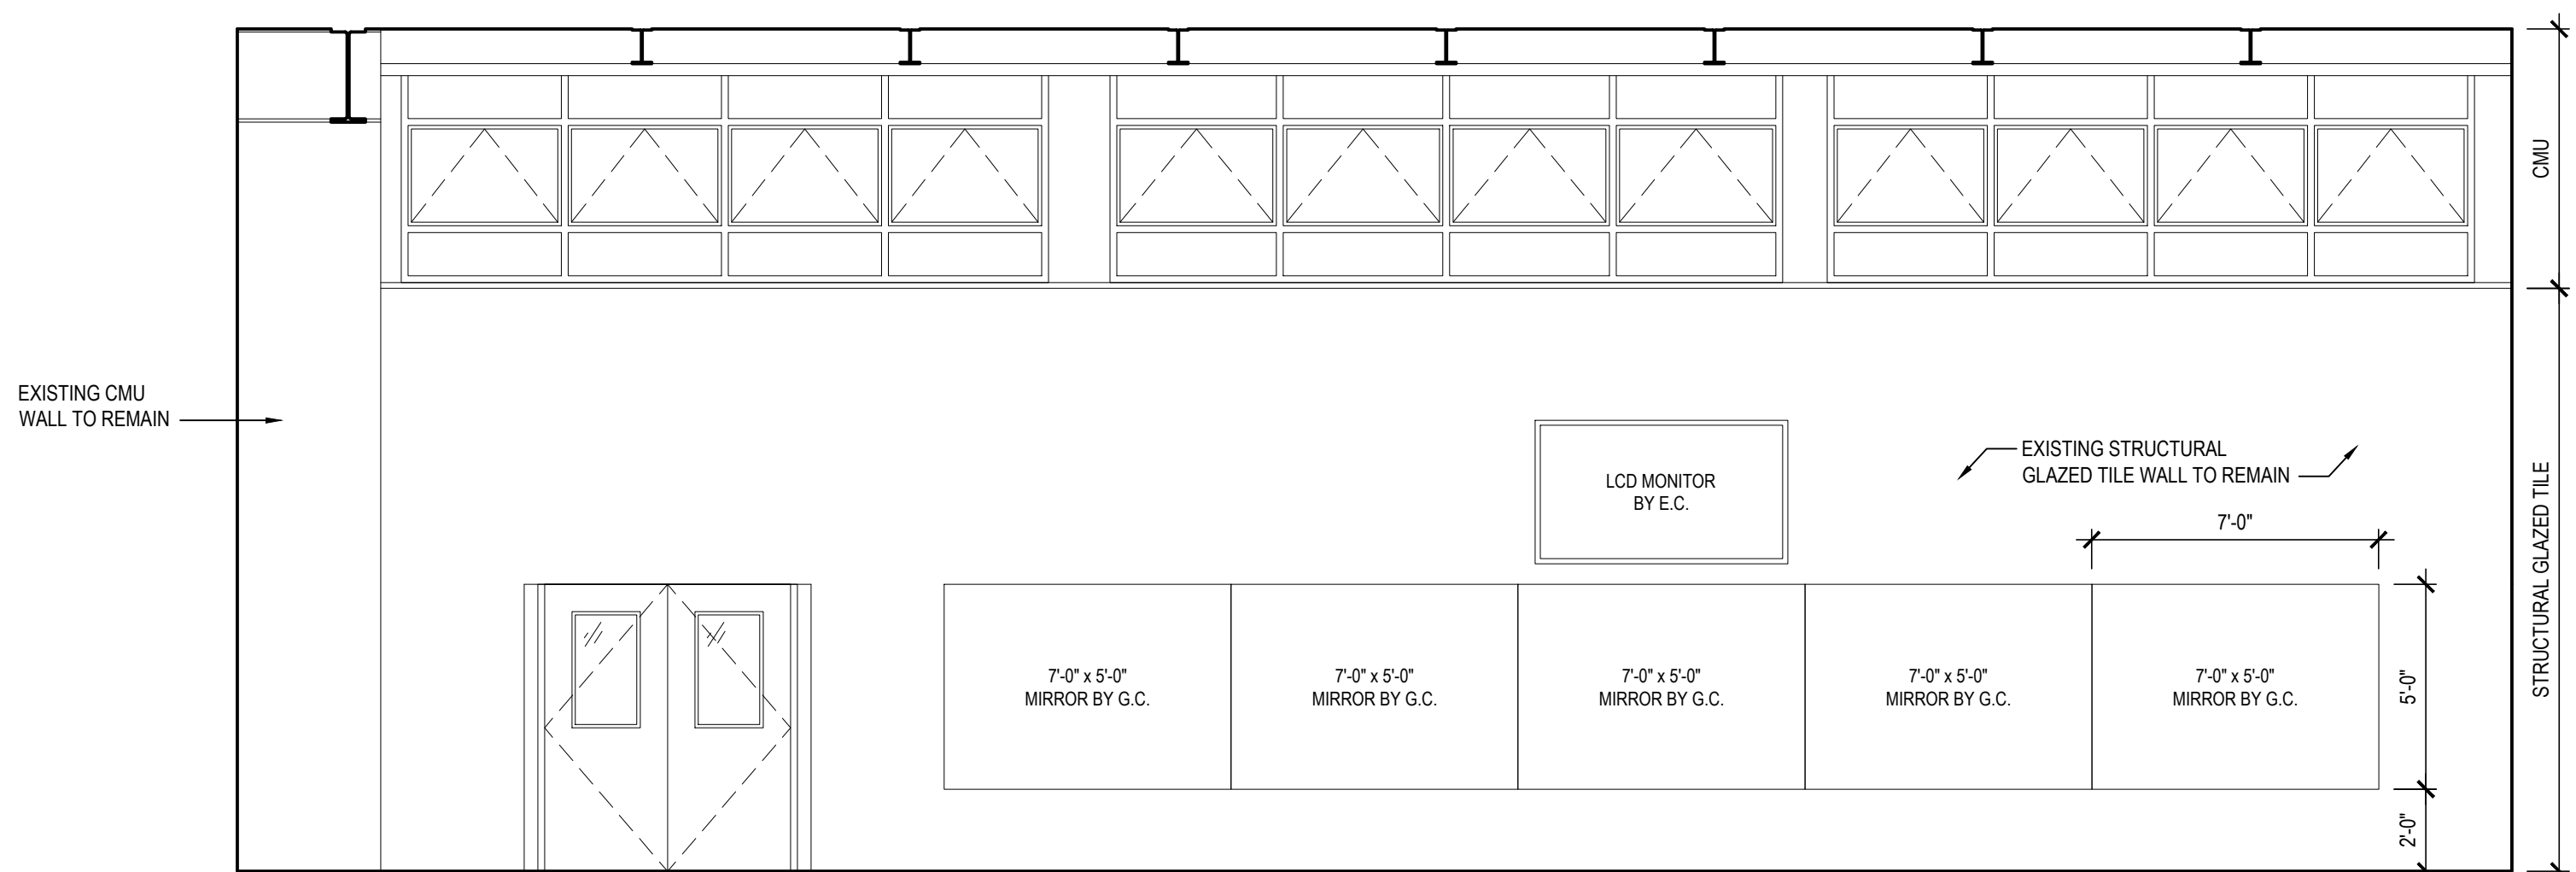 CMU
EXISTING CMU
WALL TO REMAIN
EXISTING STRUCTURAL
GLAZED TILE WALL TO REMAIN
LCD MONITOR
BY E.C.
STRUCTURAL GLAZED TILE
7'-0"
7'-0" x 5'-0"
MIRROR BY G.C.
7'-0" x 5'-0"
MIRROR BY G.C.
7'-0" x 5'-0"
MIRROR BY G.C.
7'-0" x 5'-0"
MIRROR BY G.C.
7'-0" x 5'-0"
MIRROR BY G.C.
5'-0"
2'-0"